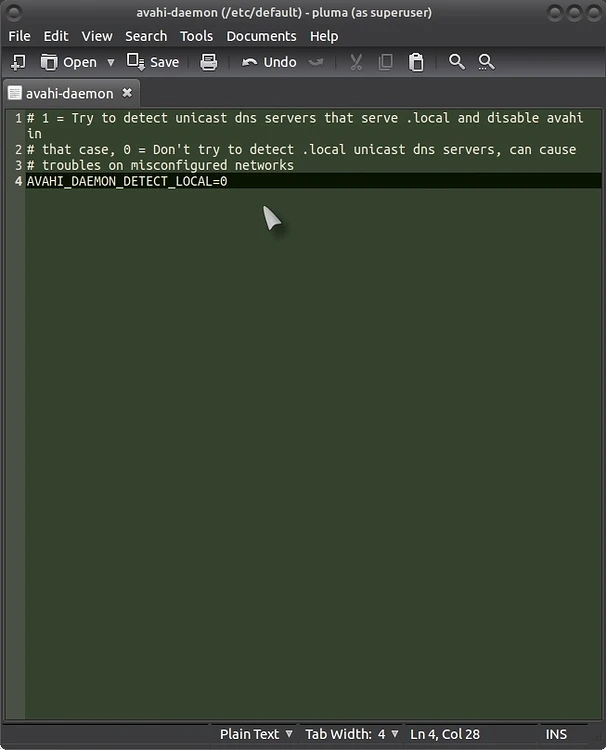 avahi-daemon (/etc/default) - pluma (as superuser)
File Edit View Search Tools Documents Help
Open Save Undo
avahi-daemon
1 # 1 = Try to detect unicast dns servers that serve .local and disable avahi
in
2 # that case, 0 = Don't try to detect .local unicast dns servers, can cause
3 # troubles on misconfigured networks
4 AVAHI_DAEMON_DETECT_LOCAL=0
Plain Text Tab Width: 4 Ln 4, Col 28 INS